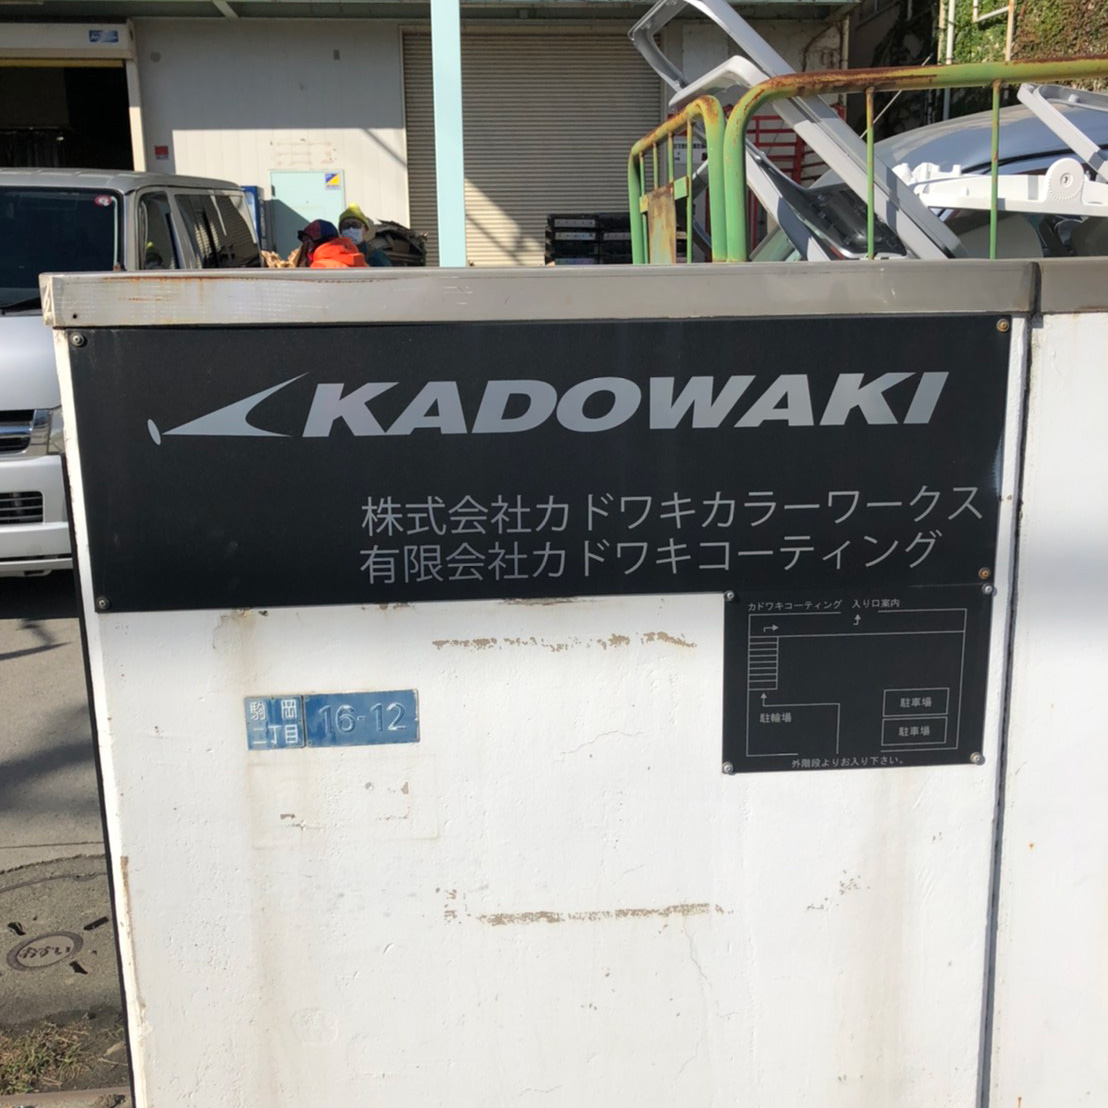 KADOWAKI
株式会社カドワキカラーワークス
有限会社カドワキコーティング
カドワキコーティング 入り口案内
駐車場
駐輪場
駐車場
外階段よりお入り下さい。
駒岡
二丁目
16-12
おすい